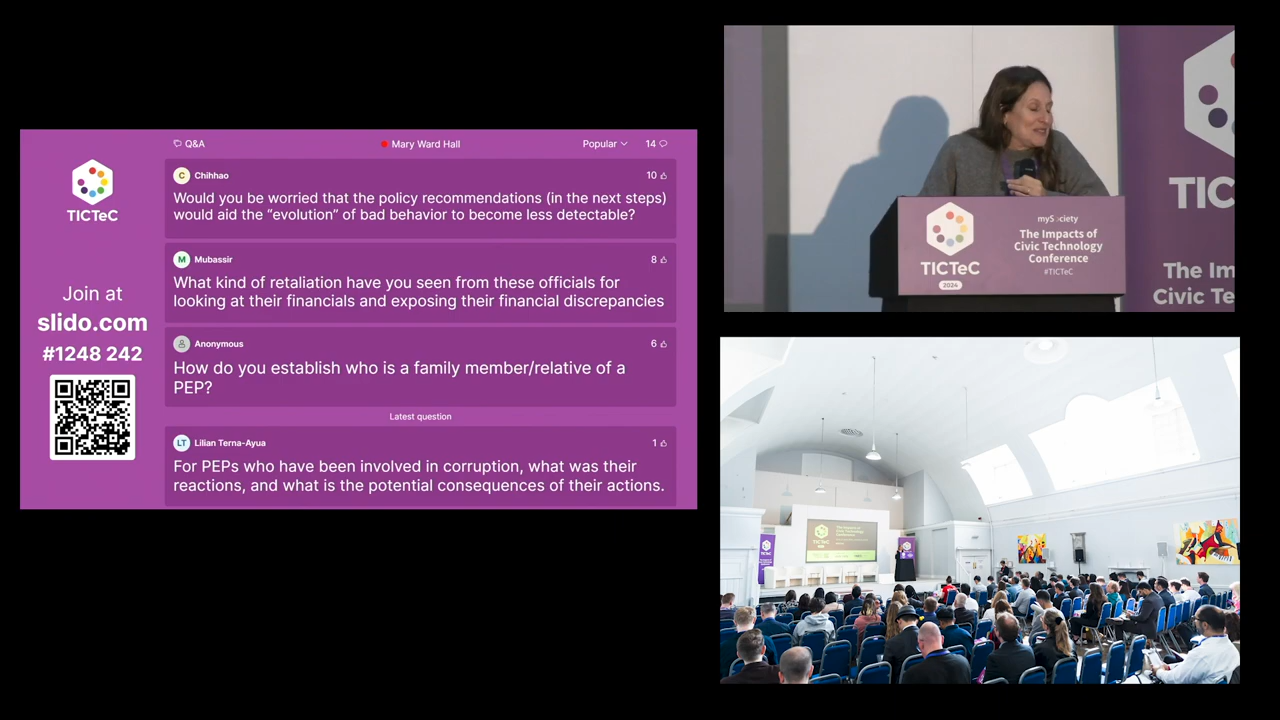 Q&A
Mary Ward Hall
Popular
14
TICTeC
Join at
slido.com
#1248 242
C
Chihhao
10
Would you be worried that the policy recommendations (in the next steps)
would aid the “evolution” of bad behavior to become less detectable?
M
Mubassir
8
What kind of retaliation have you seen from these officials for
looking at their financials and exposing their financial discrepancies
Anonymous
6
How do you establish who is a family member/relative of a
PEP?
Latest question
LT
Lilian Terna-Ayua
1
For PEPs who have been involved in corruption, what was their
reactions, and what is the potential consequences of their actions.
TICTeC
2024
mySociety
The Impacts of
Civic Technology
Conference
#TICTeC
TIC
The Im
Civic Te
The Impacts of
Civic Technology
Conference